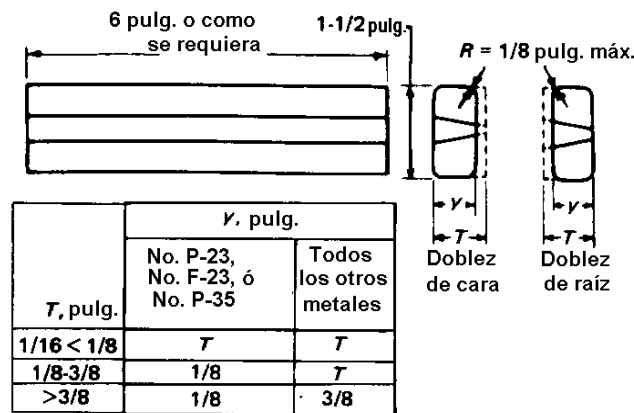 6 pulg. o como
se requiera
1-1/2 pulg.
R = 1/8 pulg. máx.
y
T
Doblez
de cara
y
T
Doblez
de raíz
T, pulg.
Y, pulg.
No. P-23,
No. F-23, ó
No. P-35
Todos
los otros
metales
1/16 < 1/8 T T
1/8-3/8 1/8 T
>3/8 1/8 3/8